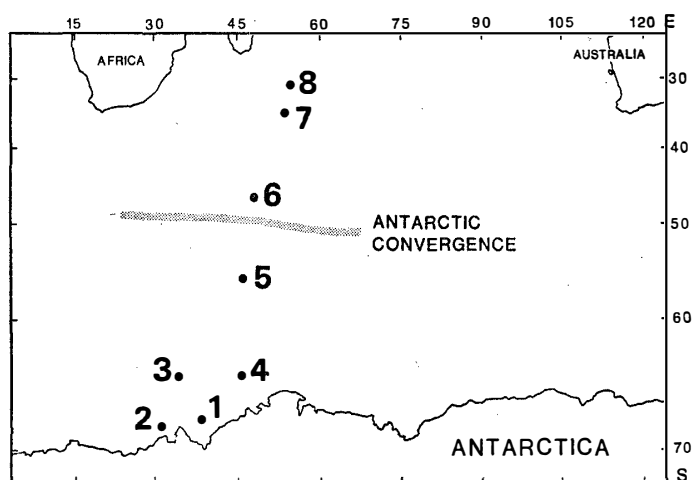 15 30 45 60 75 90 105 120 E
AFRICA
AUSTRALIA
8
30
7
40
6
ANTARCTIC
50
CONVERGENCE
5
60
3
4
1
2
ANTARCTICA
70
S